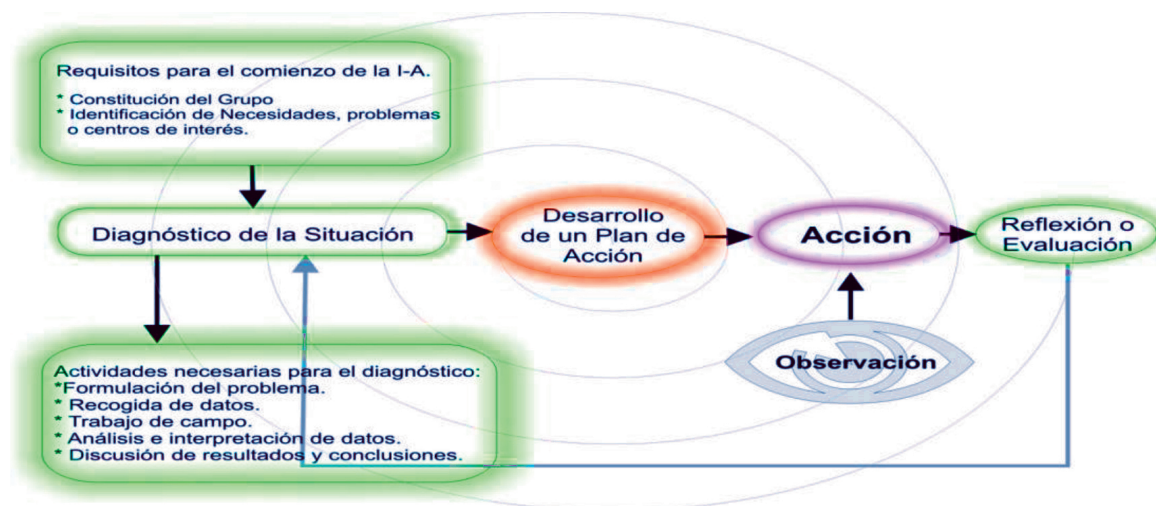 Requisitos para el comienzo de la I-A.
* Constitución del Grupo
* Identificación de Necesidades, problemas
o centros de interés.
Diagnóstico de la Situación
Desarrollo
de un Plan de
Acción
Acción
Reflexión o
Evaluación
Observación
Actividades necesarias para el diagnóstico:
*Formulación del problema.
* Recogida de datos.
* Trabajo de campo.
* Análisis e interpretación de datos.
* Discusión de resultados y conclusiones.